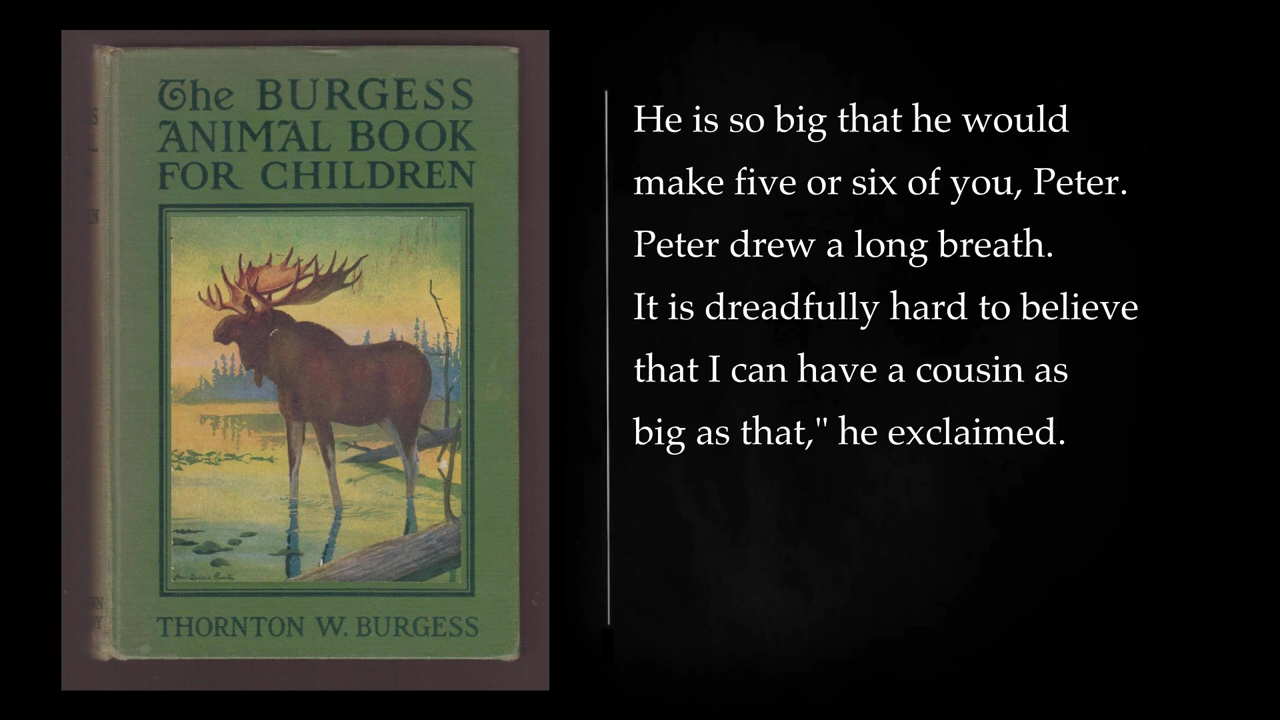 The BURGESS
ANIMAL BOOK
FOR CHILDREN
THORNTON W. BURGESS
He is so big that he would
make five or six of you, Peter.
Peter drew a long breath.
It is dreadfully hard to believe
that I can have a cousin as
big as that," he exclaimed.